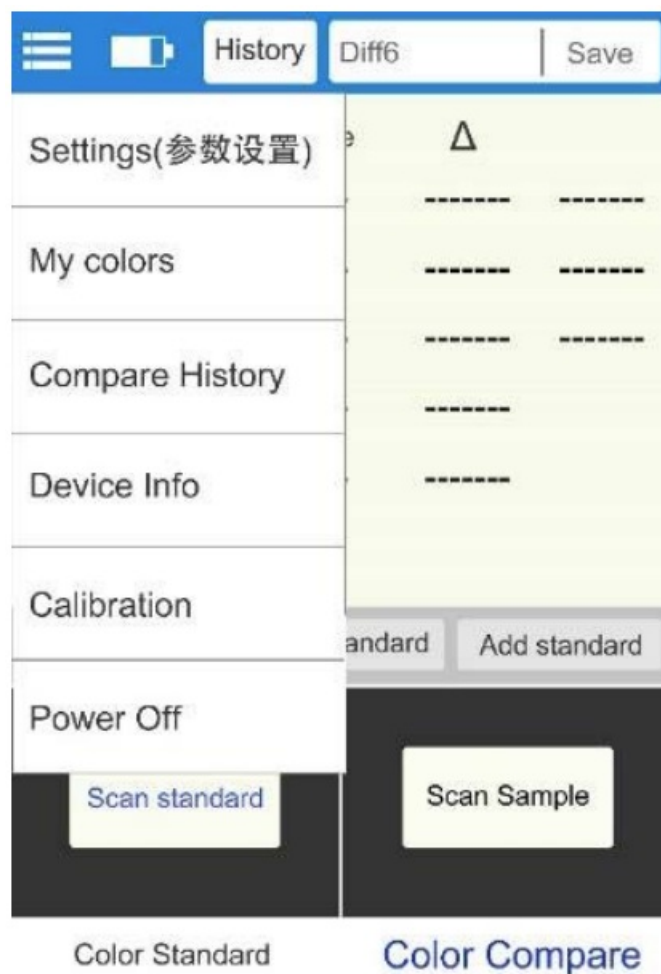 History
Diff6
Save
Settings(参数设置)
e
Δ
My colors
------- -------
------- -------
Compare History
------- -------
-------
Device Info
-------
Calibration
andard
Add standard
Power Off
Scan standard
Scan Sample
Color Standard
Color Compare